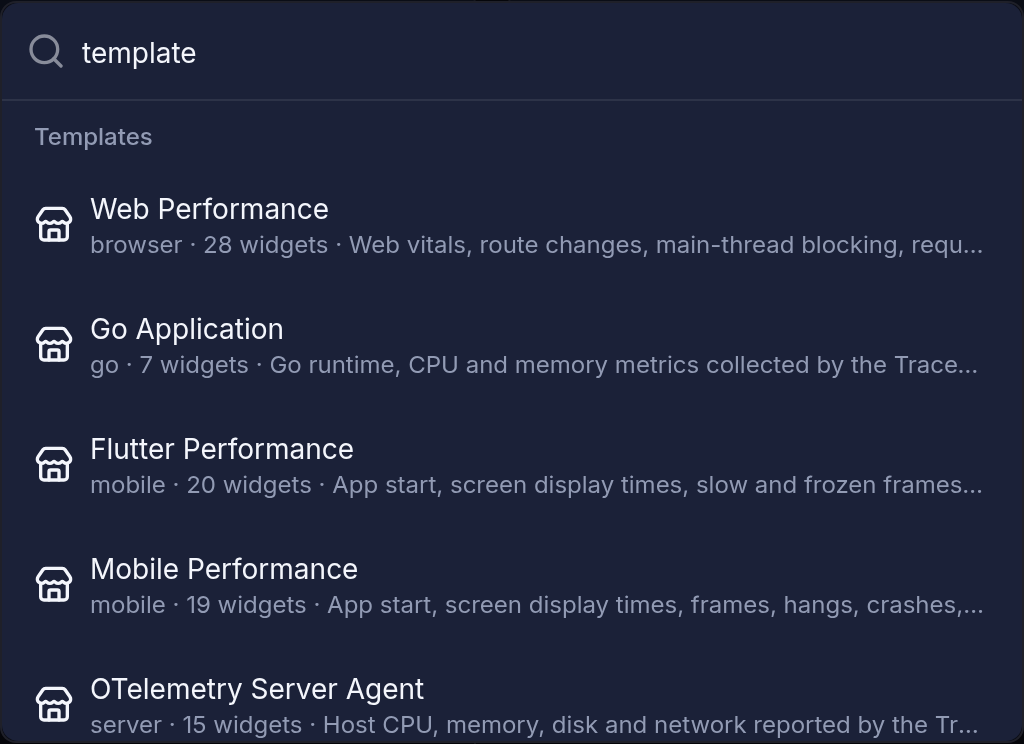 template
Templates
Web Performance
browser · 28 widgets · Web vitals, route changes, main-thread blocking, requ...
Go Application
go · 7 widgets · Go runtime, CPU and memory metrics collected by the Trace...
Flutter Performance
mobile · 20 widgets · App start, screen display times, slow and frozen frames...
Mobile Performance
mobile · 19 widgets · App start, screen display times, frames, hangs, crashes,...
OTelemetry Server Agent
server · 15 widgets · Host CPU, memory, disk and network reported by the Tr...